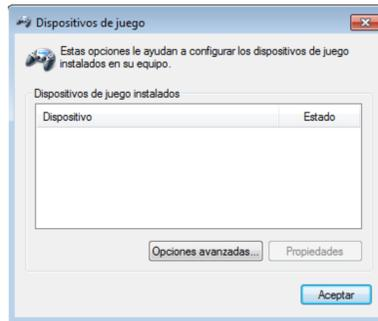 Dispositivos de juego
Estas opciones le ayudan a configurar los dispositivos de juego
instalados en su equipo.
Dispositivos de juego instalados
Dispositivo Estado
Opciones avanzadas... Propiedades
Aceptar